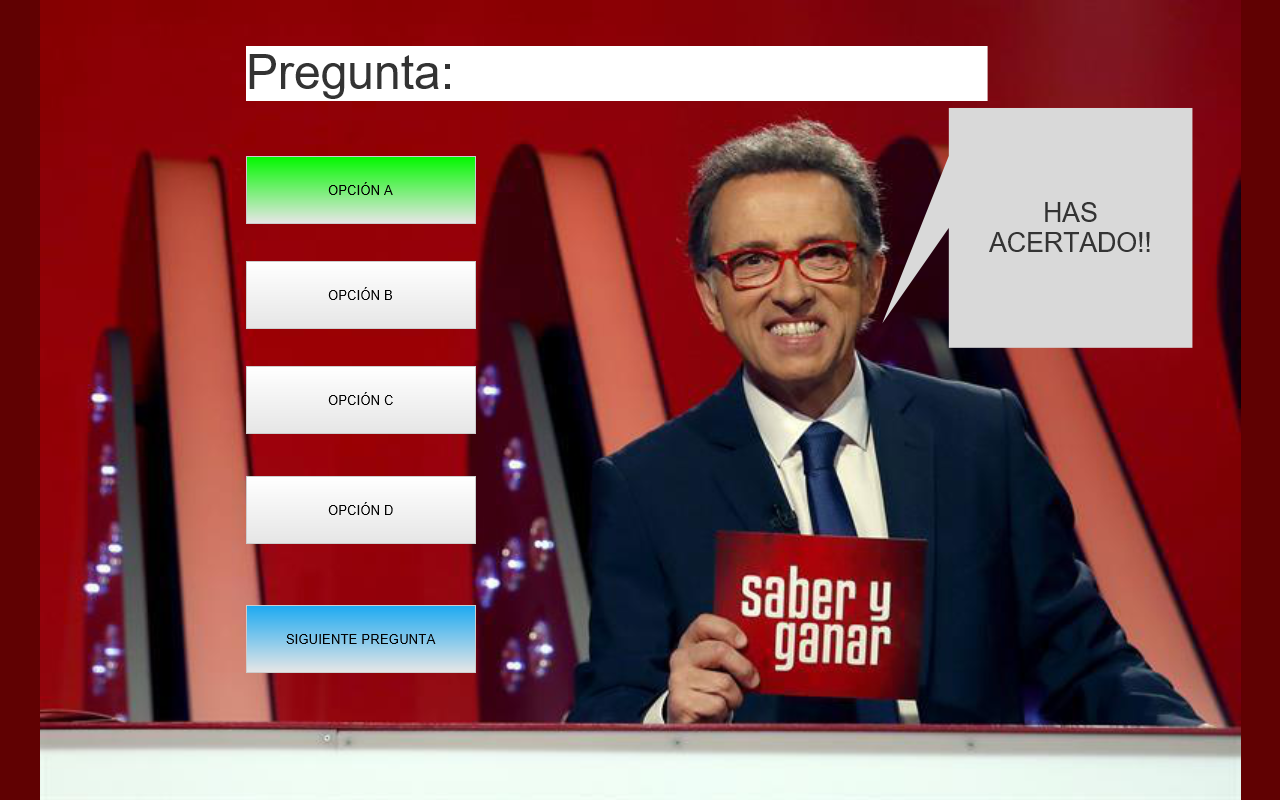 Pregunta:
HAS
ACERTADO!!
OPCIÓN A
OPCIÓN B
OPCIÓN C
OPCIÓN D
SIGUIENTE PREGUNTA
saber y
ganar